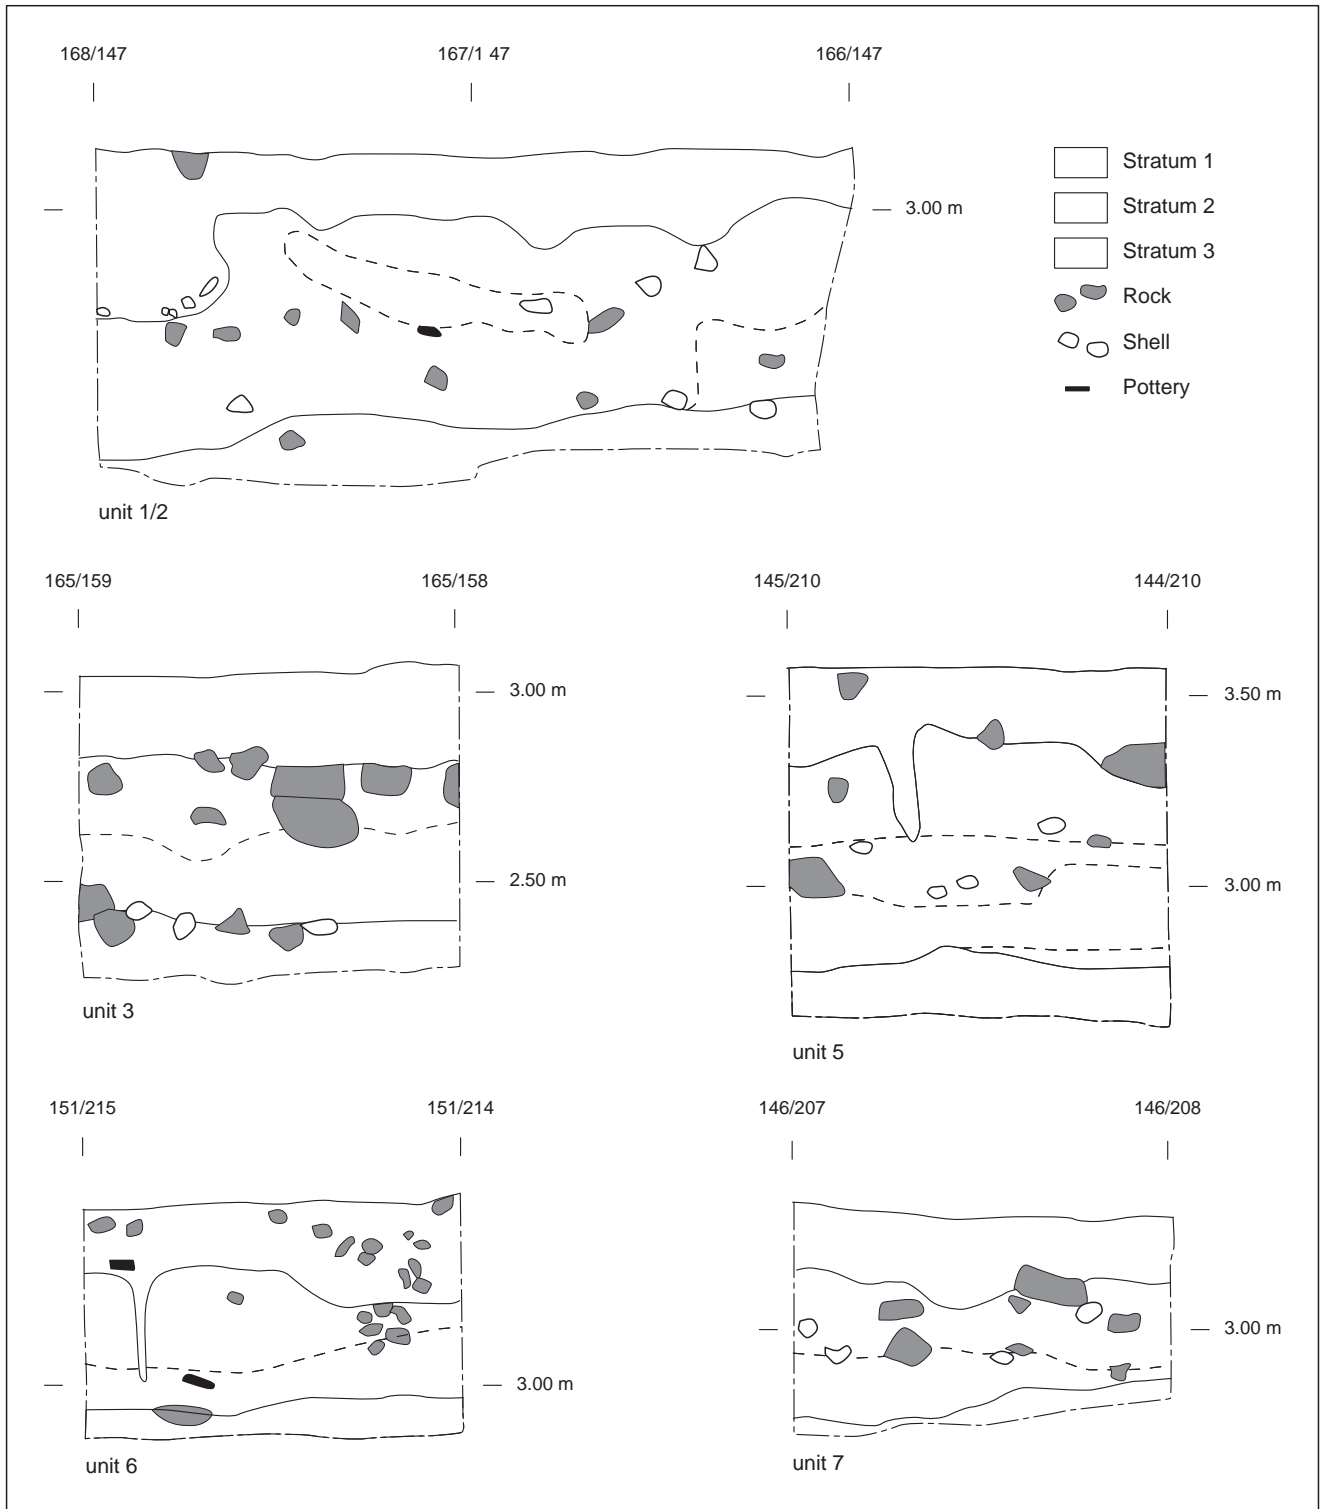 168/147 167/1 47 166/147
Stratum 1
Stratum 2
3.00 m
Stratum 3
Rock
Shell
Pottery
unit 1/2
165/159 165/158
3.00 m
2.50 m
unit 3
145/210 144/210
3.50 m
3.00 m
unit 5
151/215 151/214
3.00 m
unit 6
146/207 146/208
3.00 m
unit 7